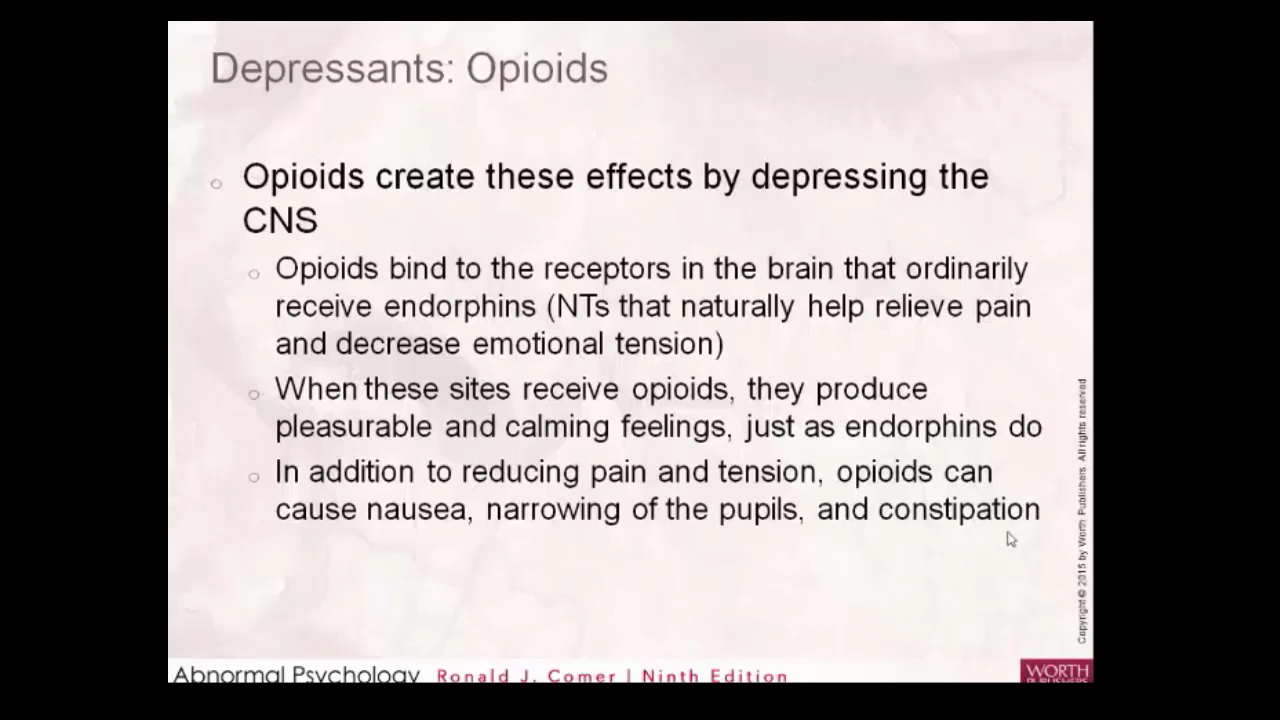 Depressants: Opioids
Opioids create these effects by depressing the
CNS
Opioids bind to the receptors in the brain that ordinarily
receive endorphins (NTs that naturally help relieve pain
and decrease emotional tension)
When these sites receive opioids, they produce
pleasurable and calming feelings, just as endorphins do
In addition to reducing pain and tension, opioids can
cause nausea, narrowing of the pupils, and constipation
Copyright © 2015 by Worth Publishers. All rights reserved
Abnormal Psychology Ronald J. Comer | Ninth Edition
WORTH
PUBLISHERS